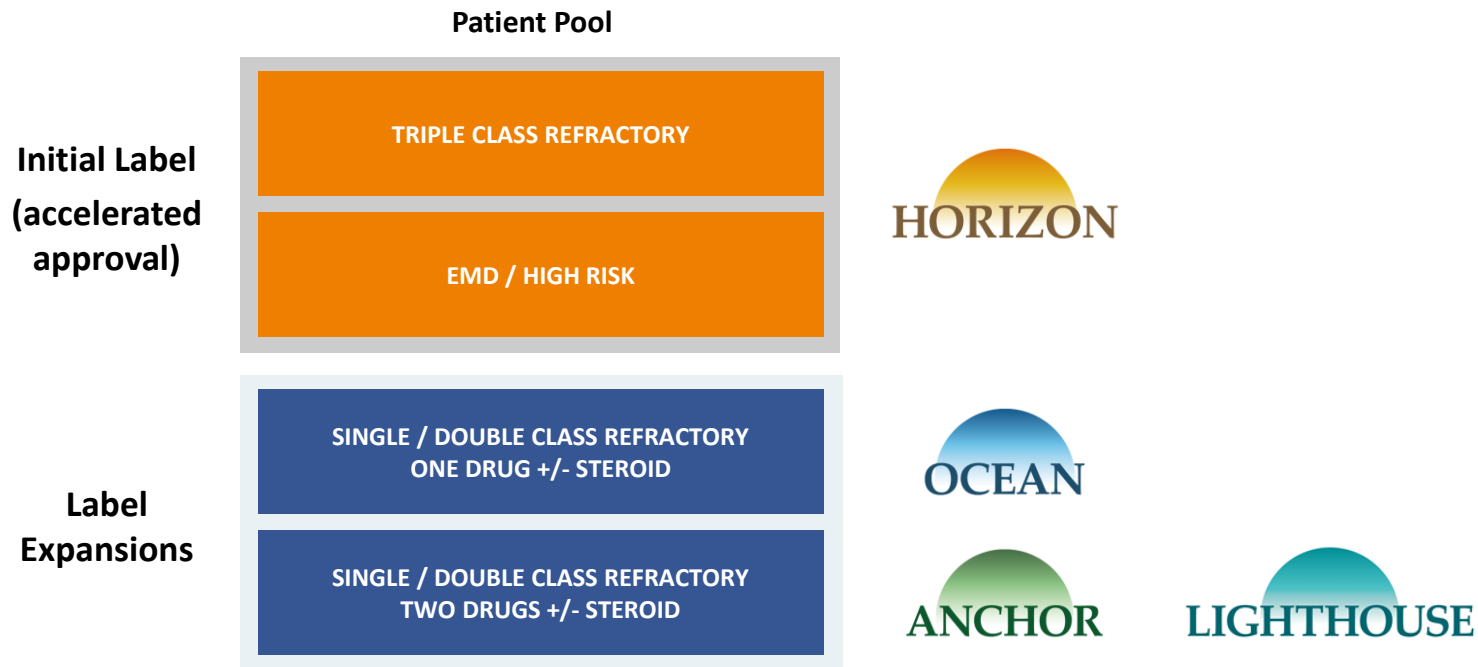 Patient Pool
Initial Label
(accelerated
approval)
TRIPLE CLASS REFRACTORY
EMD / HIGH RISK
HORIZON
Label
Expansions
SINGLE / DOUBLE CLASS REFRACTORY
ONE DRUG +/- STEROID
OCEAN
SINGLE / DOUBLE CLASS REFRACTORY
TWO DRUGS +/- STEROID
ANCHOR
LIGHTHOUSE